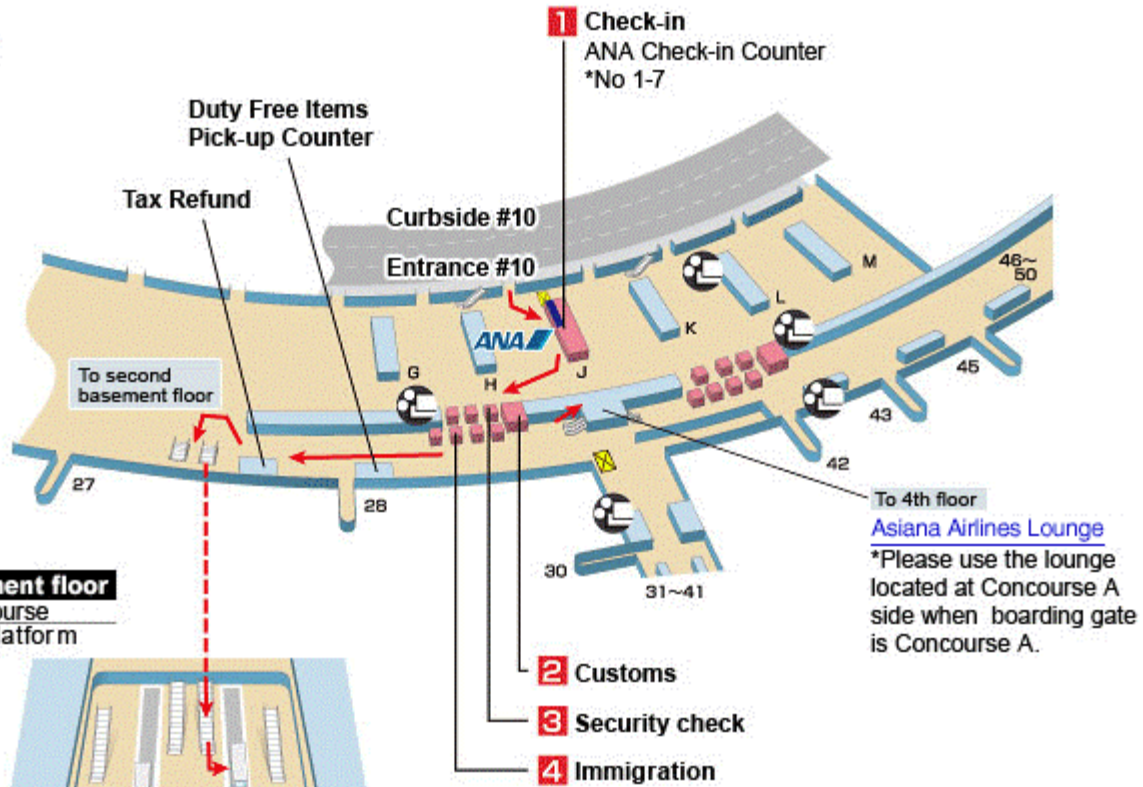 1 Check-in
ANA Check-in Counter
*No 1-7
Duty Free Items
Pick-up Counter
Tax Refund
Curbside #10
Entrance #10
ANA
M
L
K
J
H
G
46~
50
45
43
42
To second
basement floor
27
28
30
31~41
To 4th floor
Asiana Airlines Lounge
*Please use the lounge
located at Concourse A
side when boarding gate
is Concourse A.
floor
2 Customs
3 Security check
4 Immigration